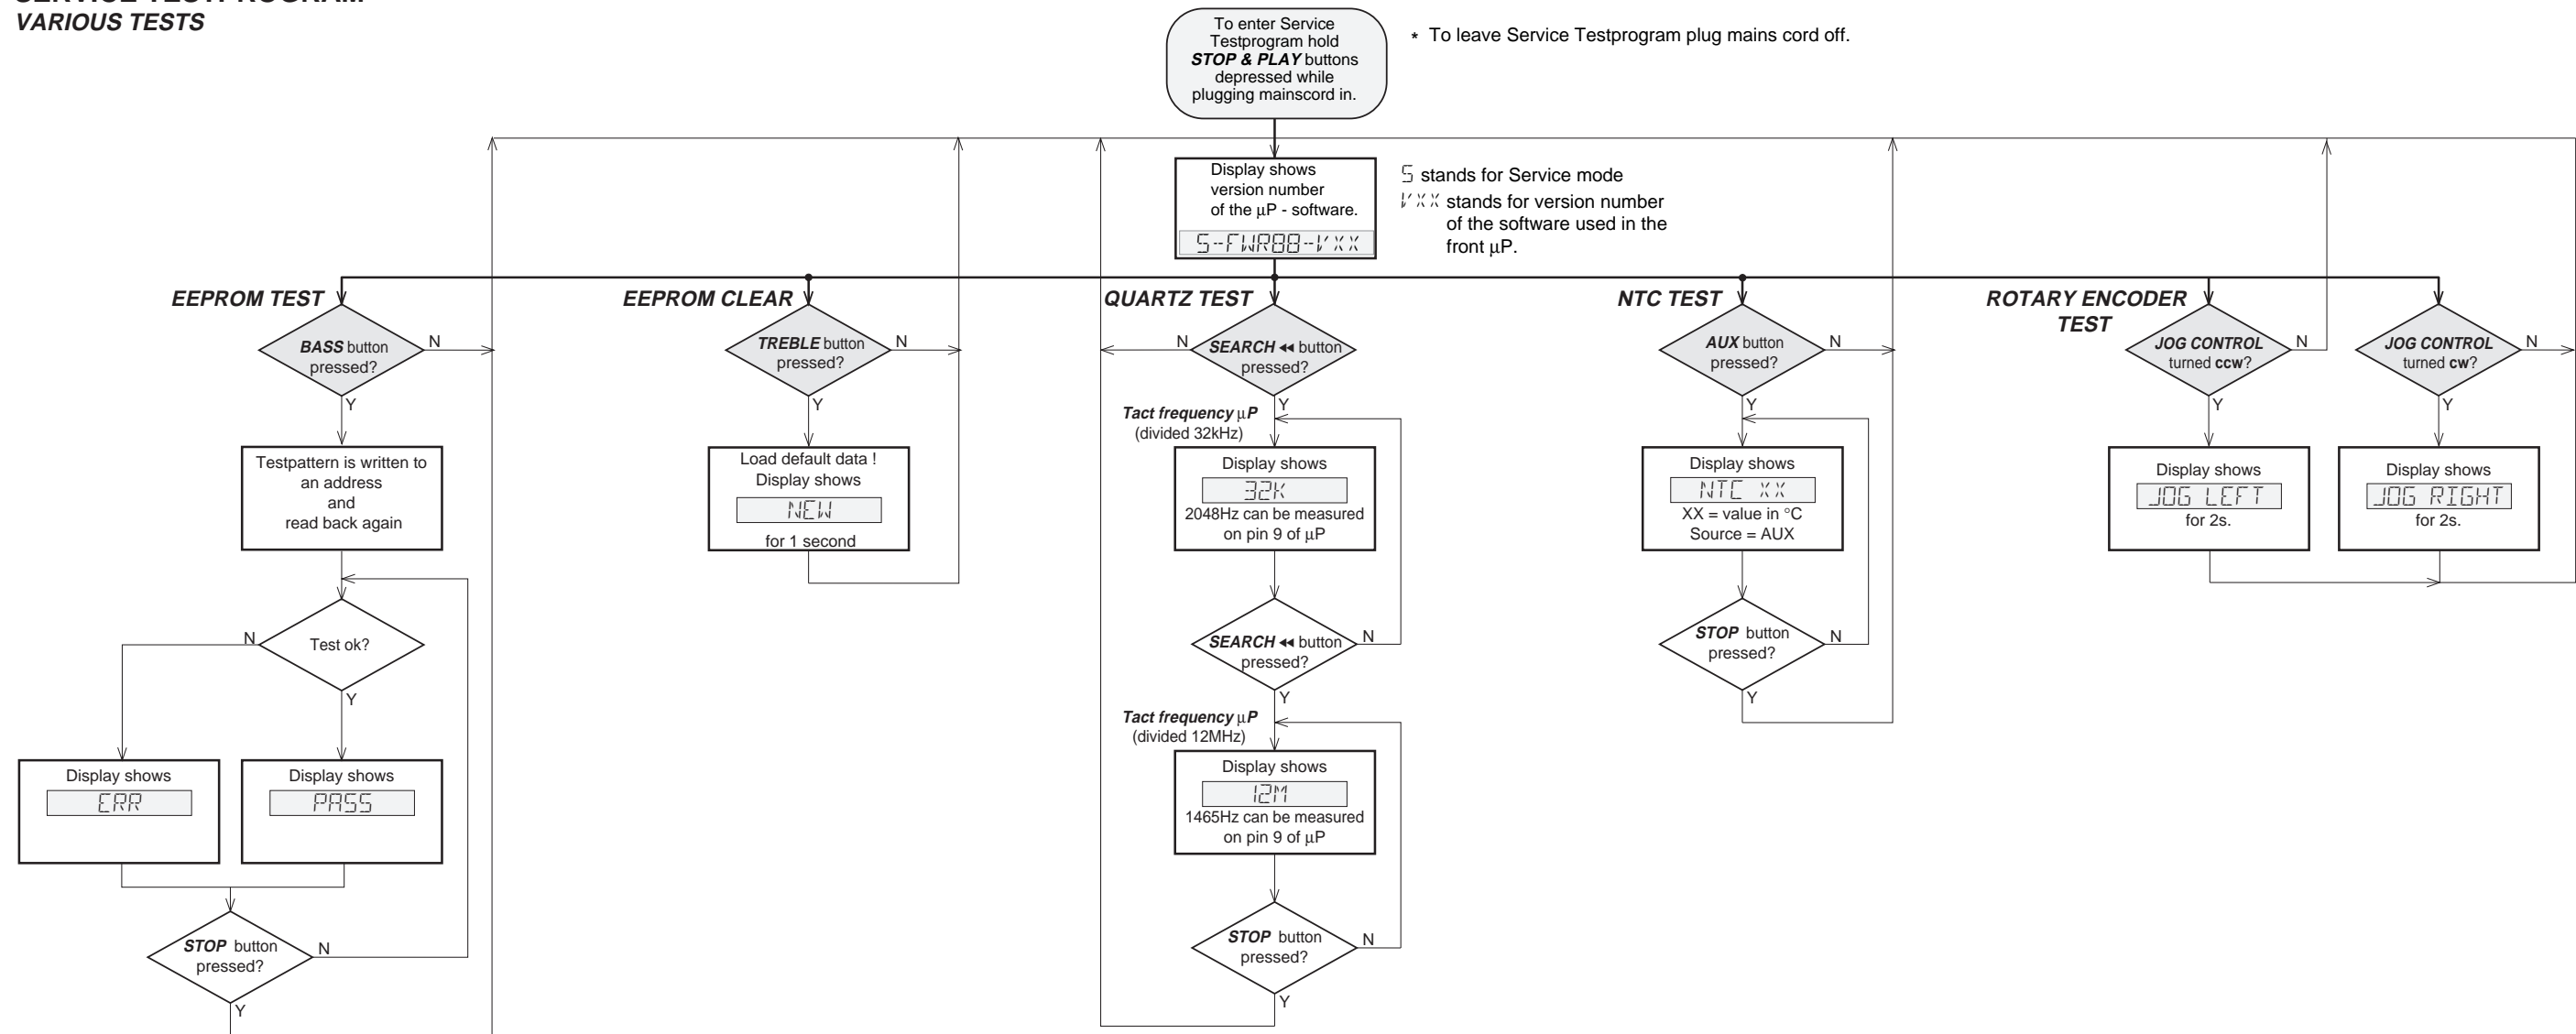 SERVICE TESTPROGRAM
VARIOUS TESTS
To enter Service
Testprogram hold
STOP & PLAY buttons
depressed while
plugging mainscord in.
* To leave Service Testprogram plug mains cord off.
Display shows
version number
of the µP - software.
S-FWR88-VXX
S stands for Service mode
VXX stands for version number
of the software used in the
front µP.
EEPROM TEST
BASS button
pressed?
N
Y
Testpattern is written to
an address
and
read back again
Test ok?
N
Y
Display shows
ERR
Display shows
PASS
STOP button
pressed?
N
Y
EEPROM CLEAR
TREBLE button
pressed?
N
Y
Load default data !
Display shows
NEW
for 1 second
QUARTZ TEST
SEARCH ◄◄ button
pressed?
N
Y
Tact frequency µP
(divided 32kHz)
Display shows
32K
2048Hz can be measured
on pin 9 of µP
SEARCH ◄◄ button
pressed?
N
Y
Tact frequency µP
(divided 12MHz)
Display shows
12M
1465Hz can be measured
on pin 9 of µP
STOP button
pressed?
N
Y
NTC TEST
AUX button
pressed?
N
Y
Display shows
NTC XX
XX = value in °C
Source = AUX
STOP button
pressed?
N
Y
ROTARY ENCODER
TEST
JOG CONTROL
turned ccw?
N
Y
Display shows
JOG LEFT
for 2s.
JOG CONTROL
turned cw?
N
Y
Display shows
JOG RIGHT
for 2s.